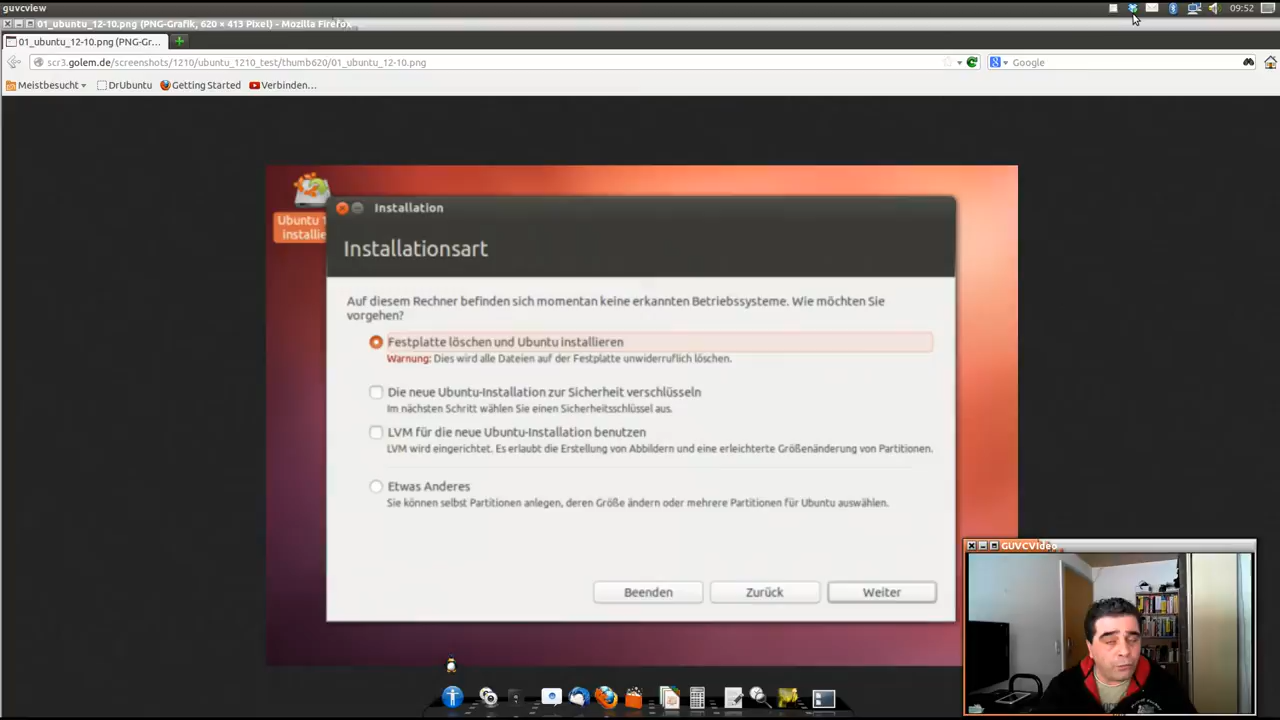 guvcview
09:52
01_ubuntu_12-10.png (PNG-Grafik, 620 × 413 Pixel) - Mozilla Firefox
01_ubuntu_12-10.png (PNG-Gr...
scr3.golem.de/screenshots/1210/ubuntu_1210_test/thumb620/01_ubuntu_12-10.png
Google
Meistbesucht
DrUbuntu
Getting Started
Verbinden...
Ubuntu 1
installie
Installation
Installationsart
Auf diesem Rechner befinden sich momentan keine erkannten Betriebssysteme. Wie möchten Sie
vorgehen?
Festplatte löschen und Ubuntu installieren
Warnung: Dies wird alle Dateien auf der Festplatte unwiderruflich löschen.
Die neue Ubuntu-Installation zur Sicherheit verschlüsseln
Im nächsten Schritt wählen Sie einen Sicherheitsschlüssel aus.
LVM für die neue Ubuntu-Installation benutzen
LVM wird eingerichtet. Es erlaubt die Erstellung von Abbildern und eine erleichterte Größenänderung von Partitionen.
Etwas Anderes
Sie können selbst Partitionen anlegen, deren Größe ändern oder mehrere Partitionen für Ubuntu auswählen.
Beenden
Zurück
Weiter
GUVCVideo